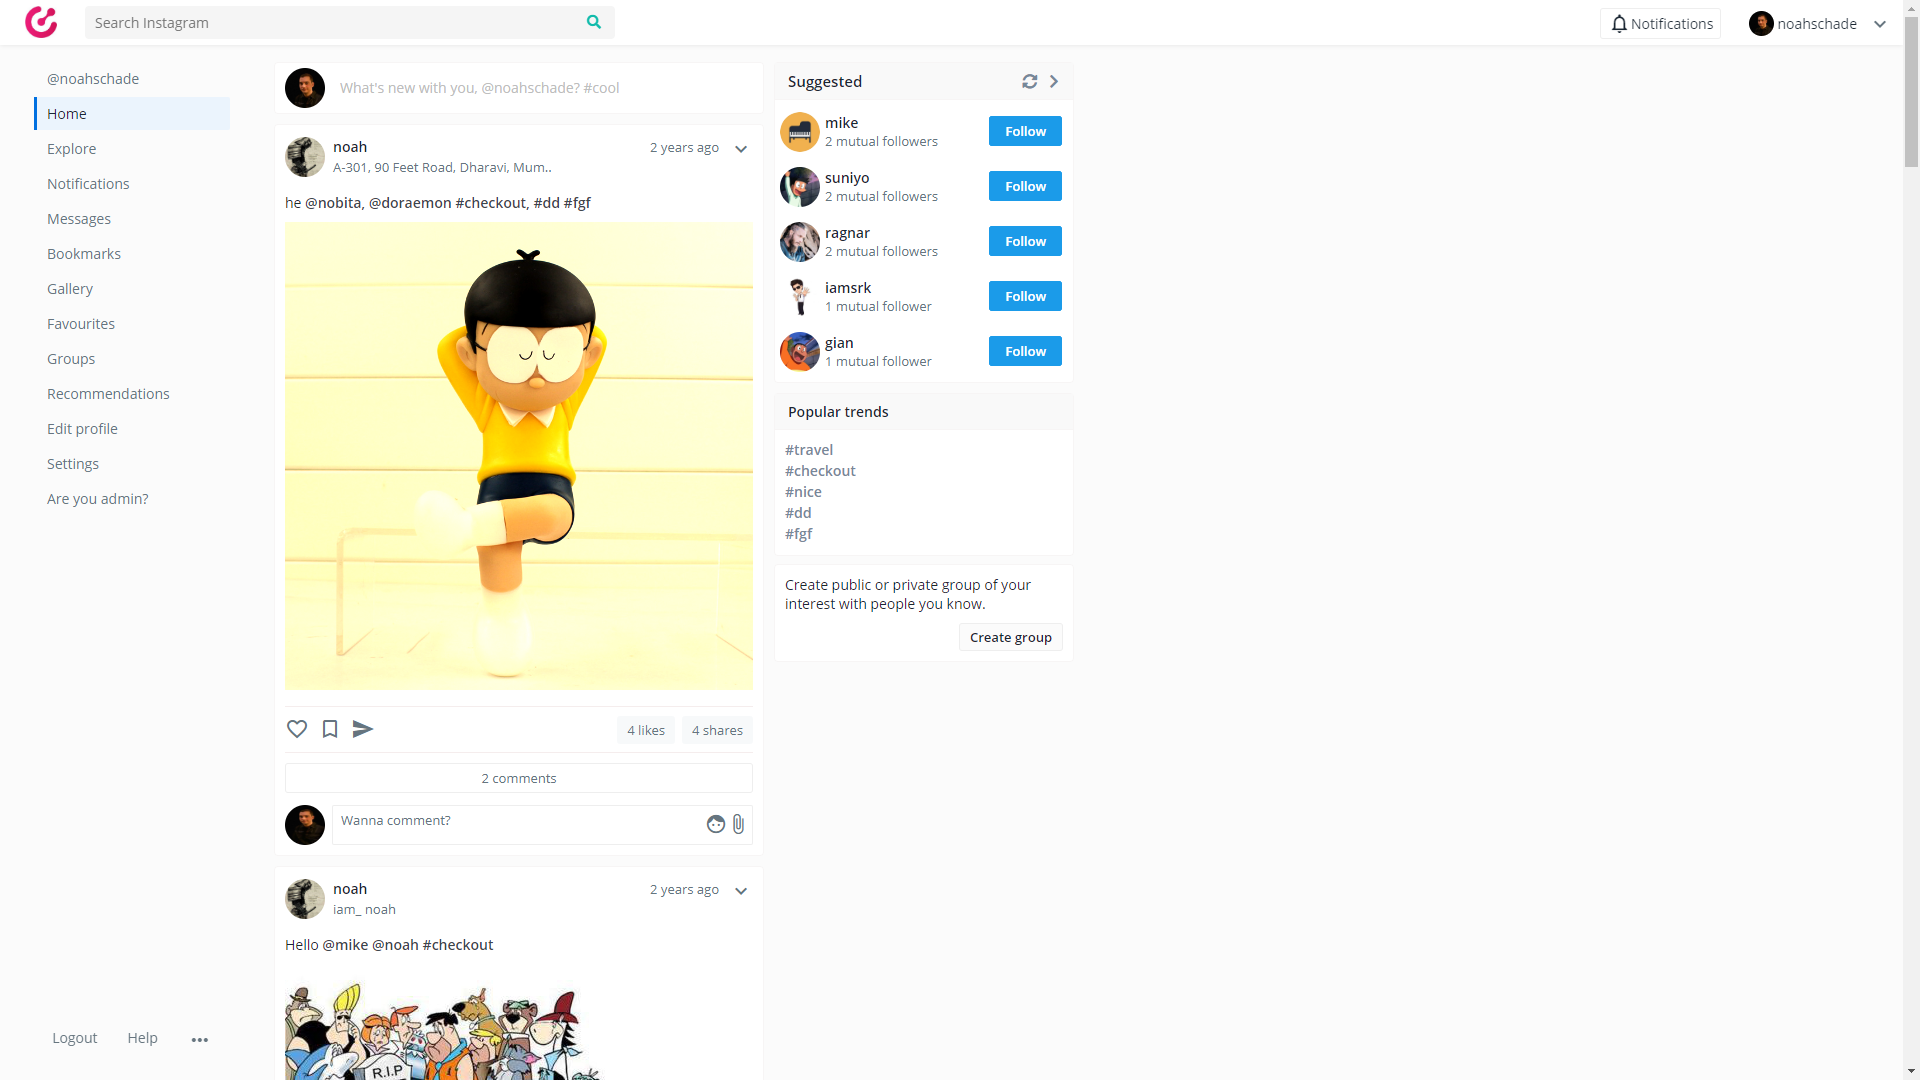 Search Instagram
Notifications
noahschade
@noahschade
Home
Explore
Notifications
Messages
Bookmarks
Gallery
Favourites
Groups
Recommendations
Edit profile
Settings
Are you admin?
Logout
Help
What's new with you, @noahschade? #cool
noah
2 years ago
A-301, 90 Feet Road, Dharavi, Mum..
he @nobita, @doraemon #checkout, #dd #fgf
4 likes
4 shares
2 comments
Wanna comment?
noah
2 years ago
iam_ noah
Hello @mike @noah #checkout
R.I.P
Suggested
mike
2 mutual followers
Follow
suniyo
2 mutual followers
Follow
ragnar
2 mutual followers
Follow
iamsrk
1 mutual follower
Follow
gian
1 mutual follower
Follow
Popular trends
#travel
#checkout
#nice
#dd
#fgf
Create public or private group of your
interest with people you know.
Create group